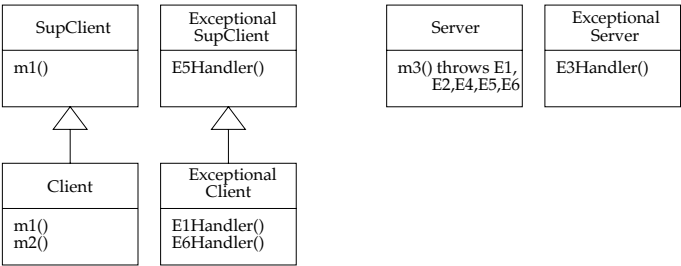 SupClient
m1()
Exceptional
SupClient
E5Handler()
Server
m3() throws E1,
E2,E4,E5,E6
Exceptional
Server
E3Handler()
Client
m1()
m2()
Exceptional
Client
E1Handler()
E6Handler()